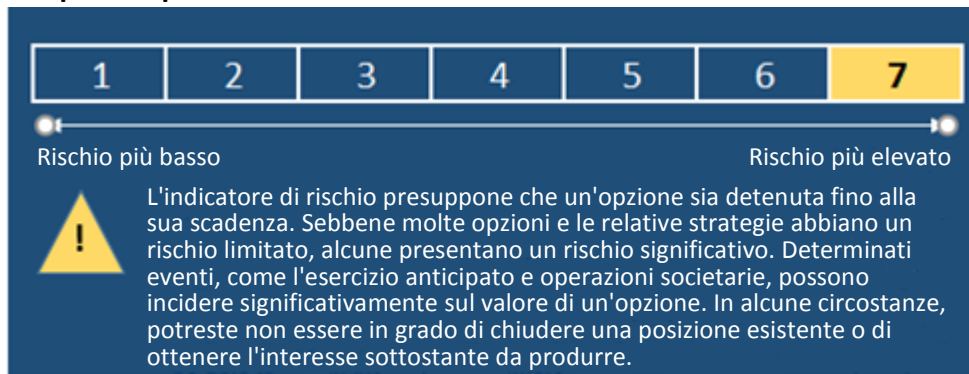 1 2 3 4 5 6 7
Rischio più basso Rischio più elevato
L'indicatore di rischio presuppone che un'opzione sia detenuta fino alla
sua scadenza. Sebbene molte opzioni e le relative strategie abbiano un
rischio limitato, alcune presentano un rischio significativo. Determinati
eventi, come l'esercizio anticipato e operazioni societarie, possono
incidere significativamente sul valore di un'opzione. In alcune circostanze,
potreste non essere in grado di chiudere una posizione esistente o di
ottenere l'interesse sottostante da produrre.
!